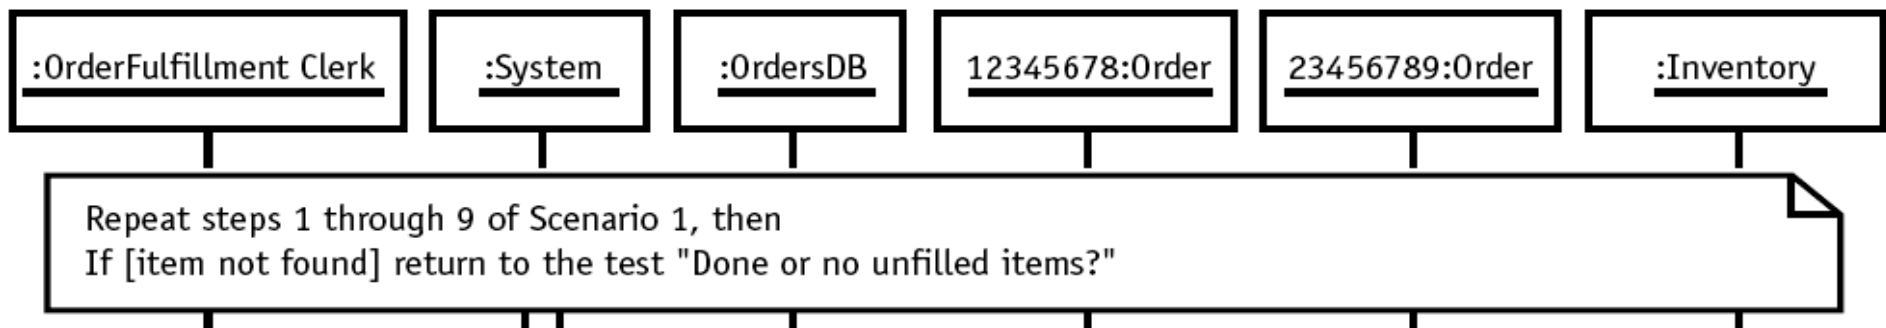 :OrderFulfillment Clerk
:System
:OrdersDB
12345678:Order
23456789:Order
:Inventory
Repeat steps 1 through 9 of Scenario 1, then
If [item not found] return to the test "Done or no unfilled items?"